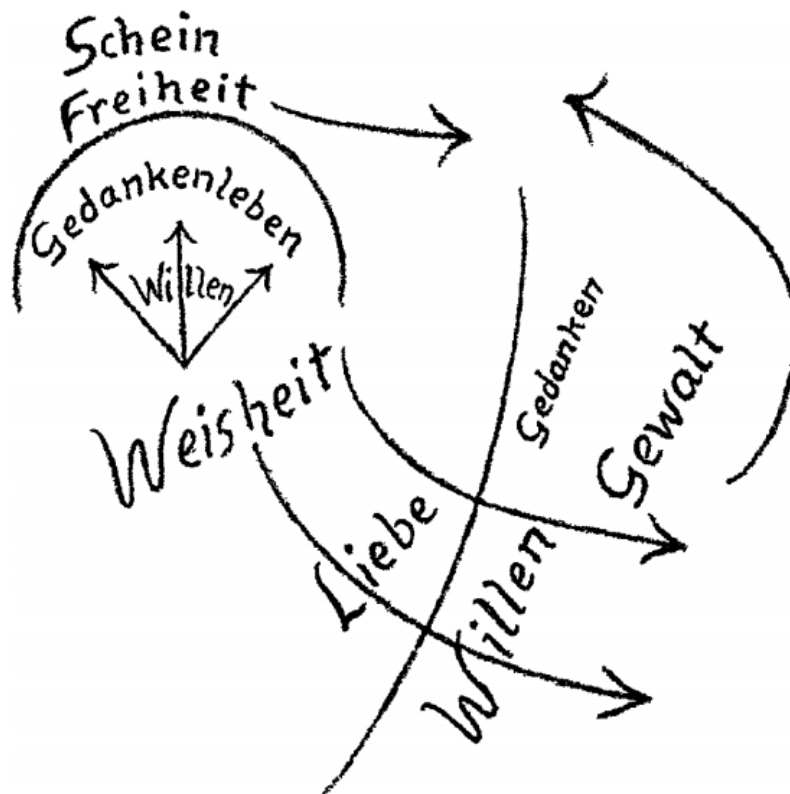 Schein
Freiheit
Gedankenleben
Willen
Weisheit
Liebe
Gedanken
Willen
Gewalt